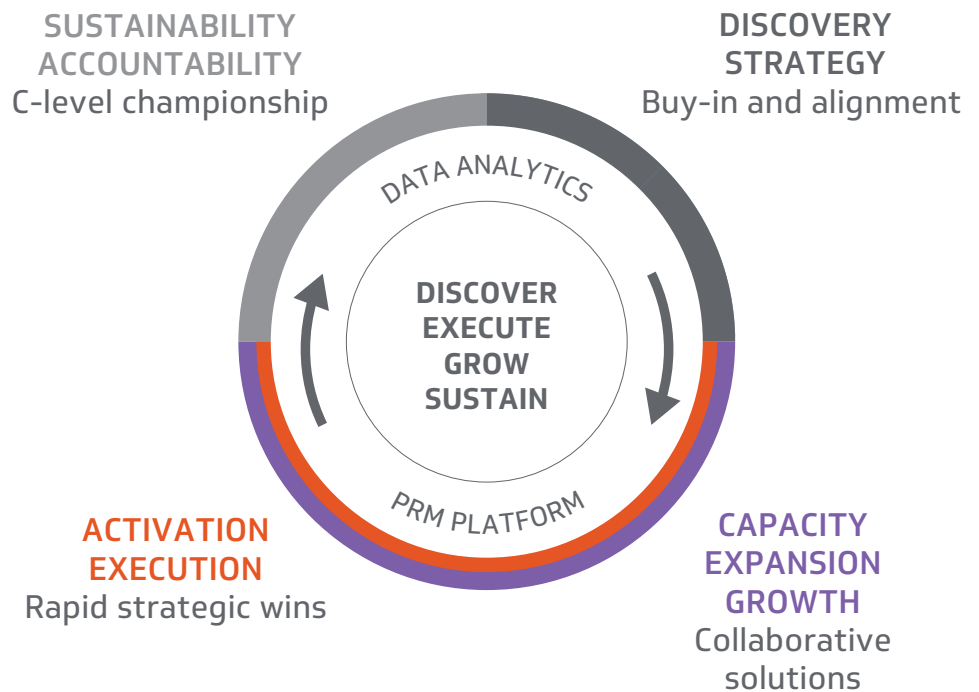 SUSTAINABILITY
ACCOUNTABILITY
C-level championship
DISCOVERY
STRATEGY
Buy-in and alignment
DATA ANALYTICS
DISCOVER
EXECUTE
GROW
SUSTAIN
PRM PLATFORM
ACTIVATION
EXECUTION
Rapid strategic wins
CAPACITY
EXPANSION
GROWTH
Collaborative
solutions